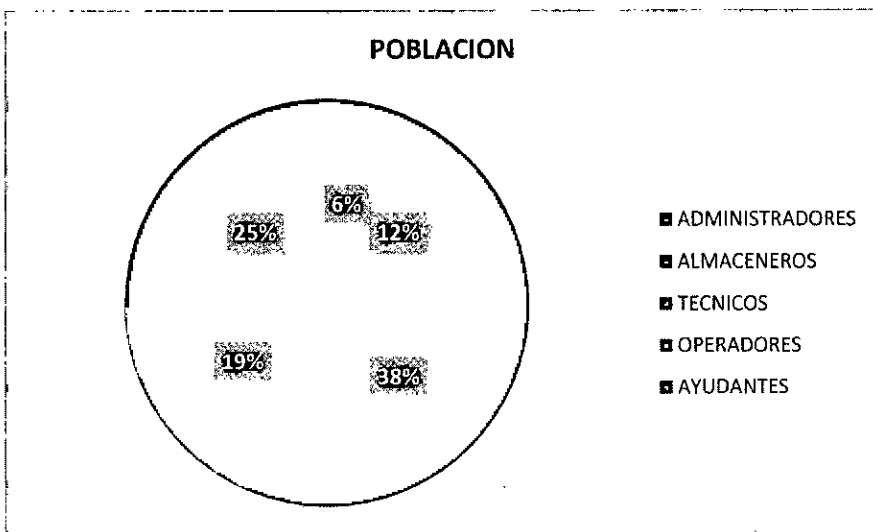 POBLACION
6%
25%
12%
19%
38%
ADMINISTRADORES
ALMACENEROS
TECNICOS
OPERADORES
AYUDANTES